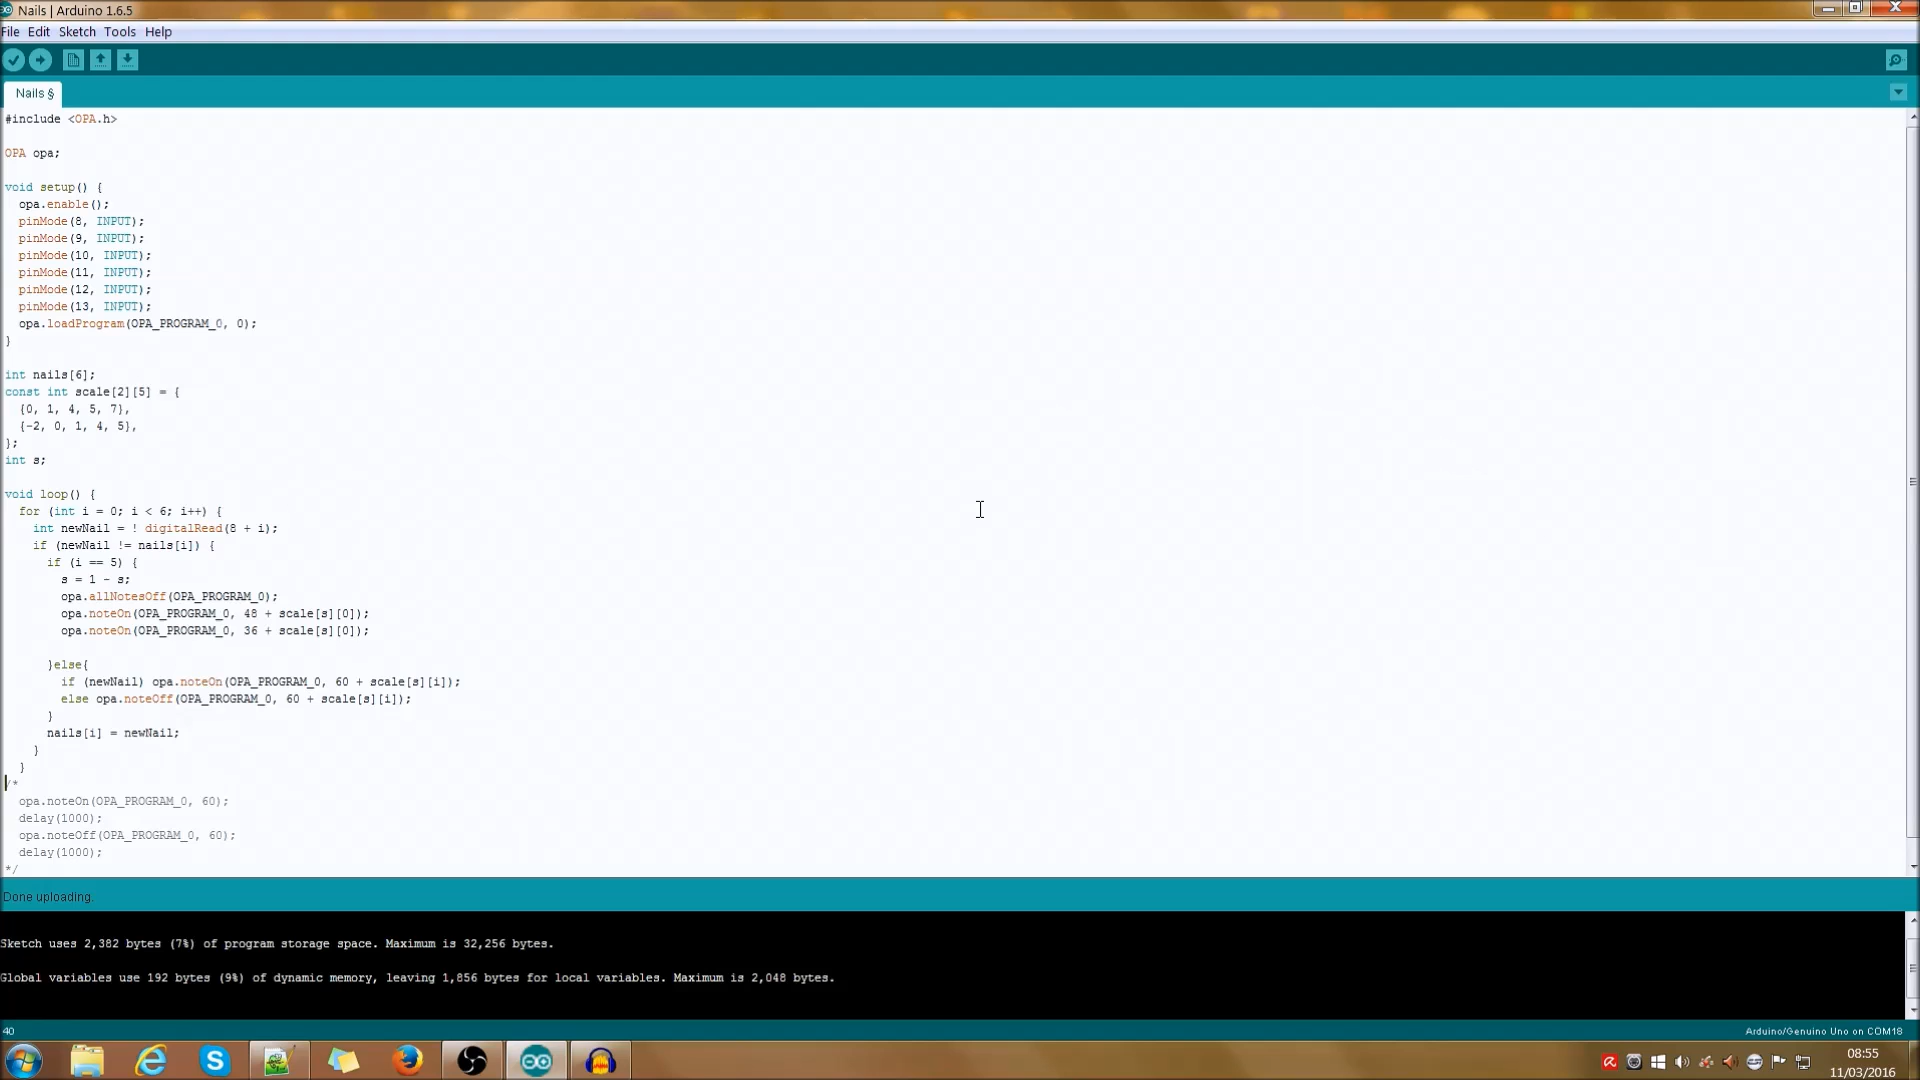 Nails | Arduino 1.6.5
File Edit Sketch Tools Help
Nails §
#include <OPA.h>
OPA opa;
void setup() {
  opa.enable();
  pinMode(8, INPUT);
  pinMode(9, INPUT);
  pinMode(10, INPUT);
  pinMode(11, INPUT);
  pinMode(12, INPUT);
  pinMode(13, INPUT);
  opa.loadProgram(OPA_PROGRAM_0, 0);
}
int nails[6];
const int scale[2][5] = {
  {0, 1, 4, 5, 7},
  {-2, 0, 1, 4, 5},
};
int s;
void loop() {
  for (int i = 0; i < 6; i++) {
    int newNail = ! digitalRead(8 + i);
    if (newNail != nails[i]) {
      if (i == 5) {
        s = 1 - s;
        opa.allNotesOff(OPA_PROGRAM_0);
        opa.noteOn(OPA_PROGRAM_0, 48 + scale[s][0]);
        opa.noteOn(OPA_PROGRAM_0, 36 + scale[s][0]);
      }else{
        if (newNail) opa.noteOn(OPA_PROGRAM_0, 60 + scale[s][i]);
        else opa.noteOff(OPA_PROGRAM_0, 60 + scale[s][i]);
      }
      nails[i] = newNail;
    }
  }
/*
  opa.noteOn(OPA_PROGRAM_0, 60);
  delay(1000);
  opa.noteOff(OPA_PROGRAM_0, 60);
  delay(1000);
*/
Done uploading.
Sketch uses 2,382 bytes (7%) of program storage space. Maximum is 32,256 bytes.
Global variables use 192 bytes (9%) of dynamic memory, leaving 1,856 bytes for local variables. Maximum is 2,048 bytes.
40
Arduino/Genuino Uno on COM18
08:55
11/03/2016